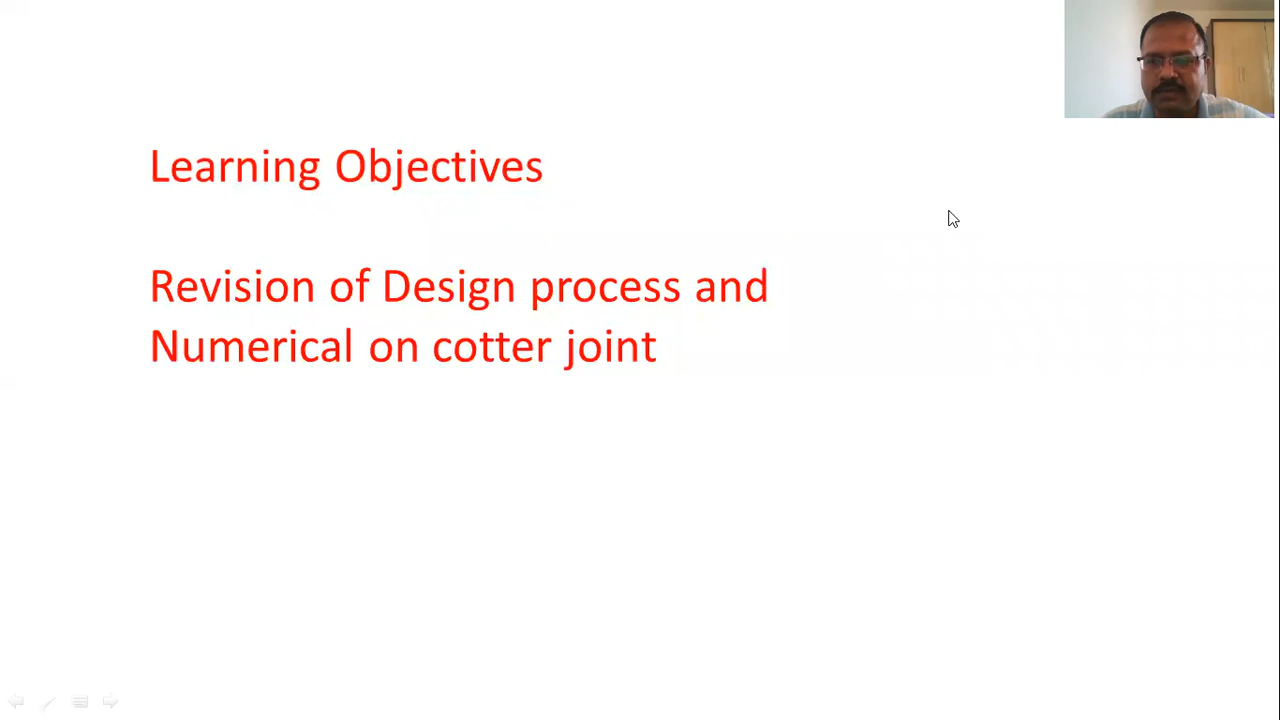 Learning Objectives
Revision of Design process and
Numerical on cotter joint